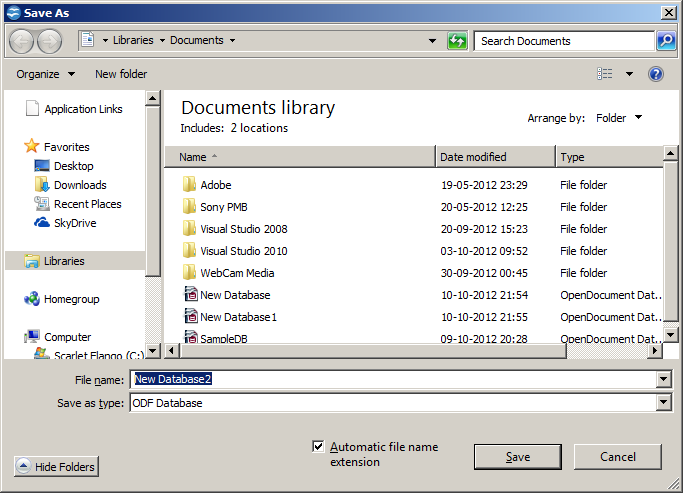 Save As
Libraries Documents
Search Documents
Organize New folder
Application Links
Favorites
Desktop
Downloads
Recent Places
SkyDrive
Libraries
Homegroup
Computer
Scarlet Flango (C:)
Documents library
Includes: 2 locations
Arrange by: Folder
Name Date modified Type
Adobe 19-05-2012 23:29 File folder
Sony PMB 20-05-2012 12:25 File folder
Visual Studio 2008 20-09-2012 15:23 File folder
Visual Studio 2010 03-10-2012 09:52 File folder
WebCam Media 30-09-2012 00:45 File folder
New Database 10-10-2012 21:54 OpenDocument Dat...
New Database1 10-10-2012 21:55 OpenDocument Dat...
SampleDB 09-10-2012 20:28 OpenDocument Dat...
File name: New Database2
Save as type: ODF Database
Automatic file name
extension
Save
Cancel
Hide Folders